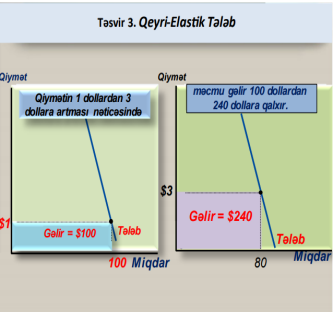 Təsvir 3. Qeyri-Elastik Tələb
Qiymət
Qiymətin 1 dollardan 3
dollara artması nəticəsində
$1
Gəlir = $100
Tələb
100 Miqdar
Qiymət
məcmu gəlir 100 dollardan
240 dollara qalxır.
$3
Gəlir = $240
Tələb
Miqdar
80